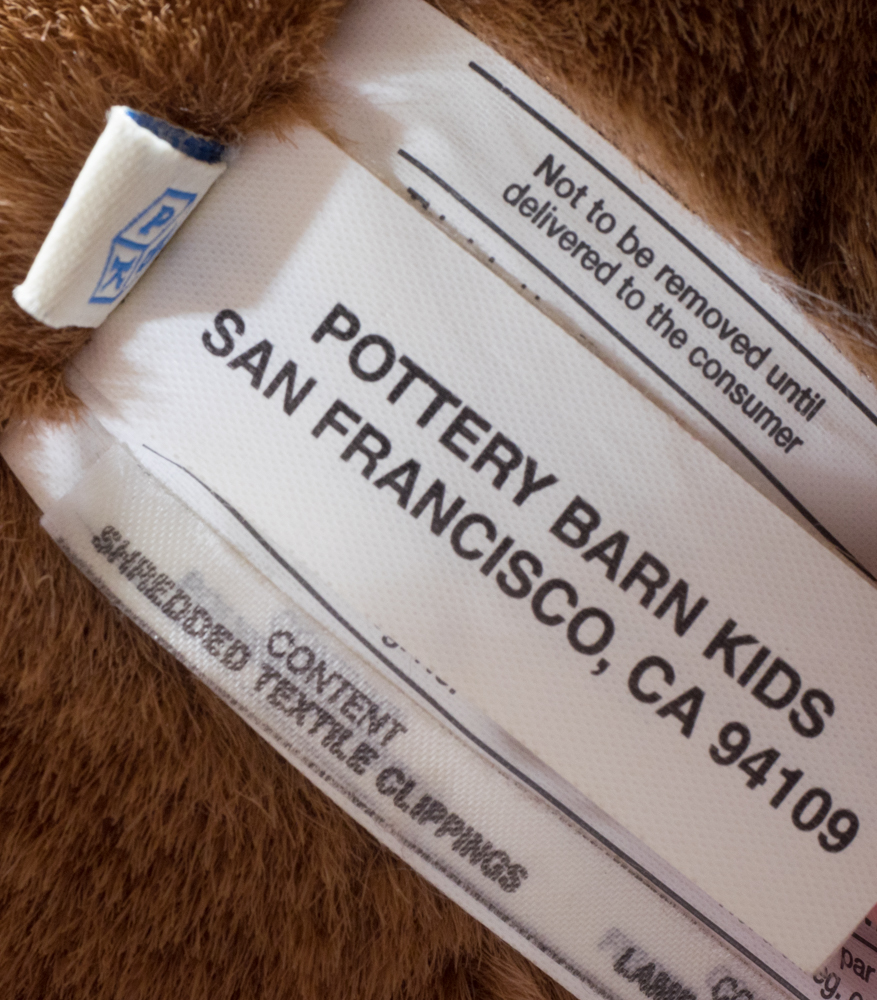 P
K
Not to be removed until
delivered to the consumer
POTTERY BARN KIDS
SAN FRANCISCO, CA 94109
CONTENT
SHREDDED TEXTILE CLIPPINGS
par